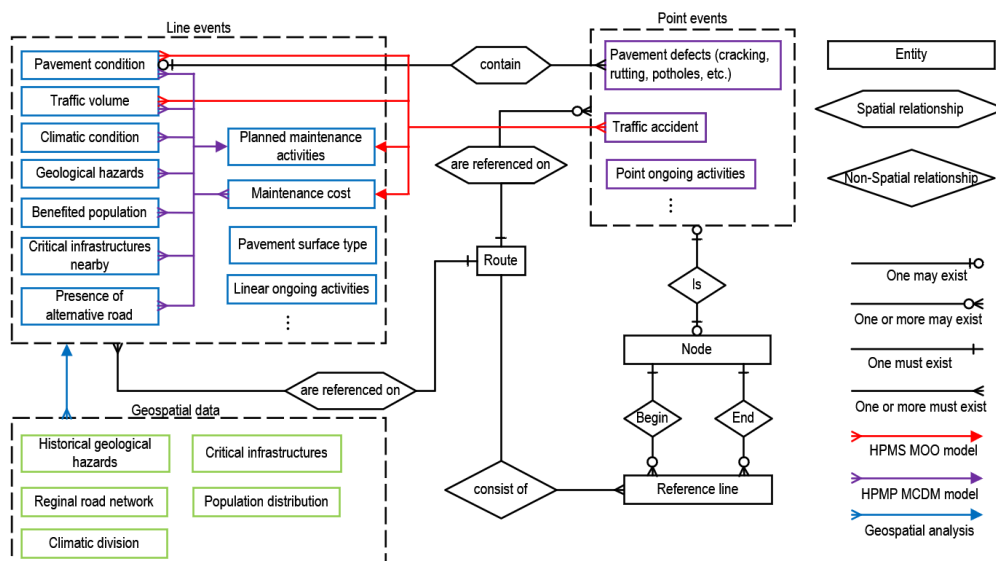 Line events
Pavement condition
Traffic volume
Climatic condition
Geological hazards
Benefited population
Critical infrastructures
nearby
Presence of
alternative road
Planned maintenance
activities
Maintenance cost
Pavement surface type
Linear ongoing activities
...
contain
are referenced on
Route
are referenced on
consist of
Point events
Pavement defects (cracking,
rutting, potholes, etc.)
Traffic accident
Point ongoing activities
...
Is
Node
Begin
End
Reference line
Geospatial data
Historical geological
hazards
Reginal road network
Climatic division
Critical infrastructures
Population distribution
Entity
Spatial relationship
Non-Spatial relationship
One may exist
One or more may exist
One must exist
One or more must exist
HPMS MOO model
HPMP MCDM model
Geospatial analysis